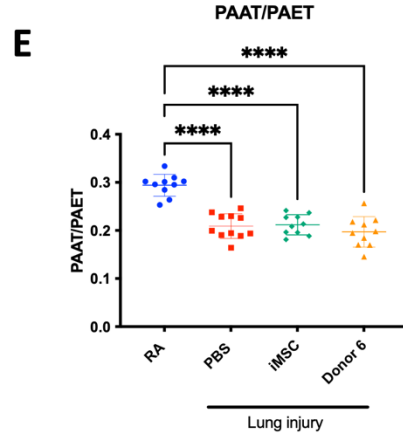 PAAT/PAET
E
****
****
****
PAAT/PAET
0.4
0.3
0.2
0.1
0.0
RA
PBS
iMSC
Donor 6
Lung injury